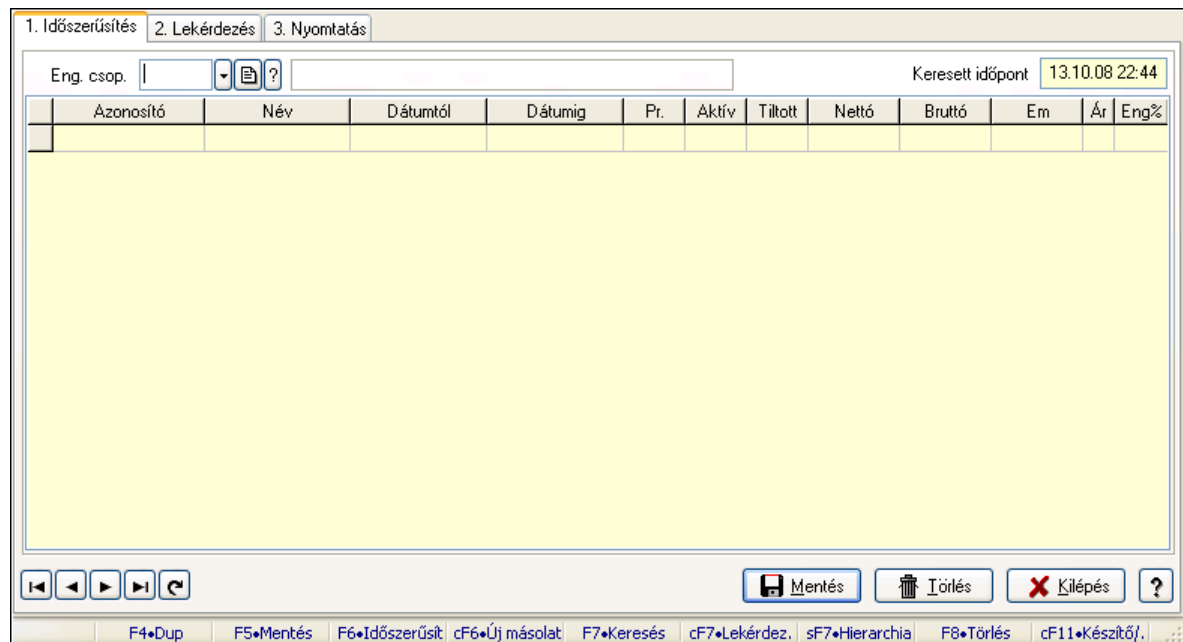 1. Időszerűsítés 2. Lekérdezés 3. Nyomtatás
Eng. csop. ? Keresett időpont 13.10.08 22:44
Azonosító Név Dátumtól Dátumig Pr. Aktív Tiltott Nettó Bruttó Em Ár Eng%
Mentés Törlés Kilépés ?
F4•Dup F5•Mentés F6•Időszerűsít cF6•Új másolat F7•Keresés cF7•Lekérdez. sF7•Hierarchia F8•Törlés cF11•Készítő/.